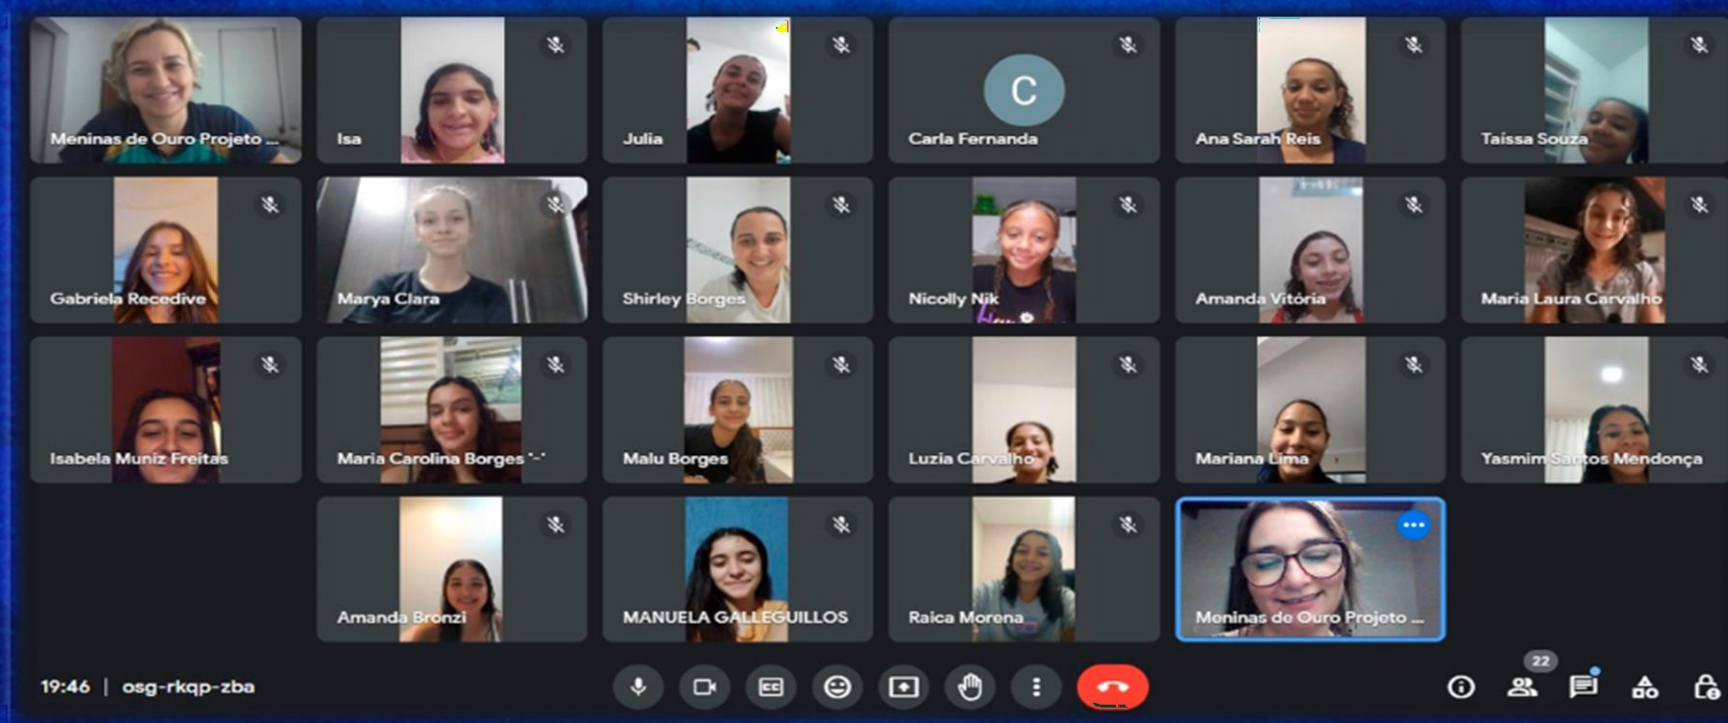 Meninas de Ouro Projeto ...
Isa
Julia
C
Carla Fernanda
Ana Sarah Reis
Taíssa Souza
Gabriela Recedive
Marya Clara
Shirley Borges
Nicolly Nik
Amanda Vitória
Maria Laura Carvalho
Isabela Muniz Freitas
Maria Carolina Borges "-"
Malu Borges
Luzia Carvalho
Mariana Lima
Yasmim Santos Mendonça
Amanda Bronzi
MANUELA GALLEGUILLOS
Raica Morena
Meninas de Ouro Projeto ...
22
19:46 | osg-rkqp-zba
CC